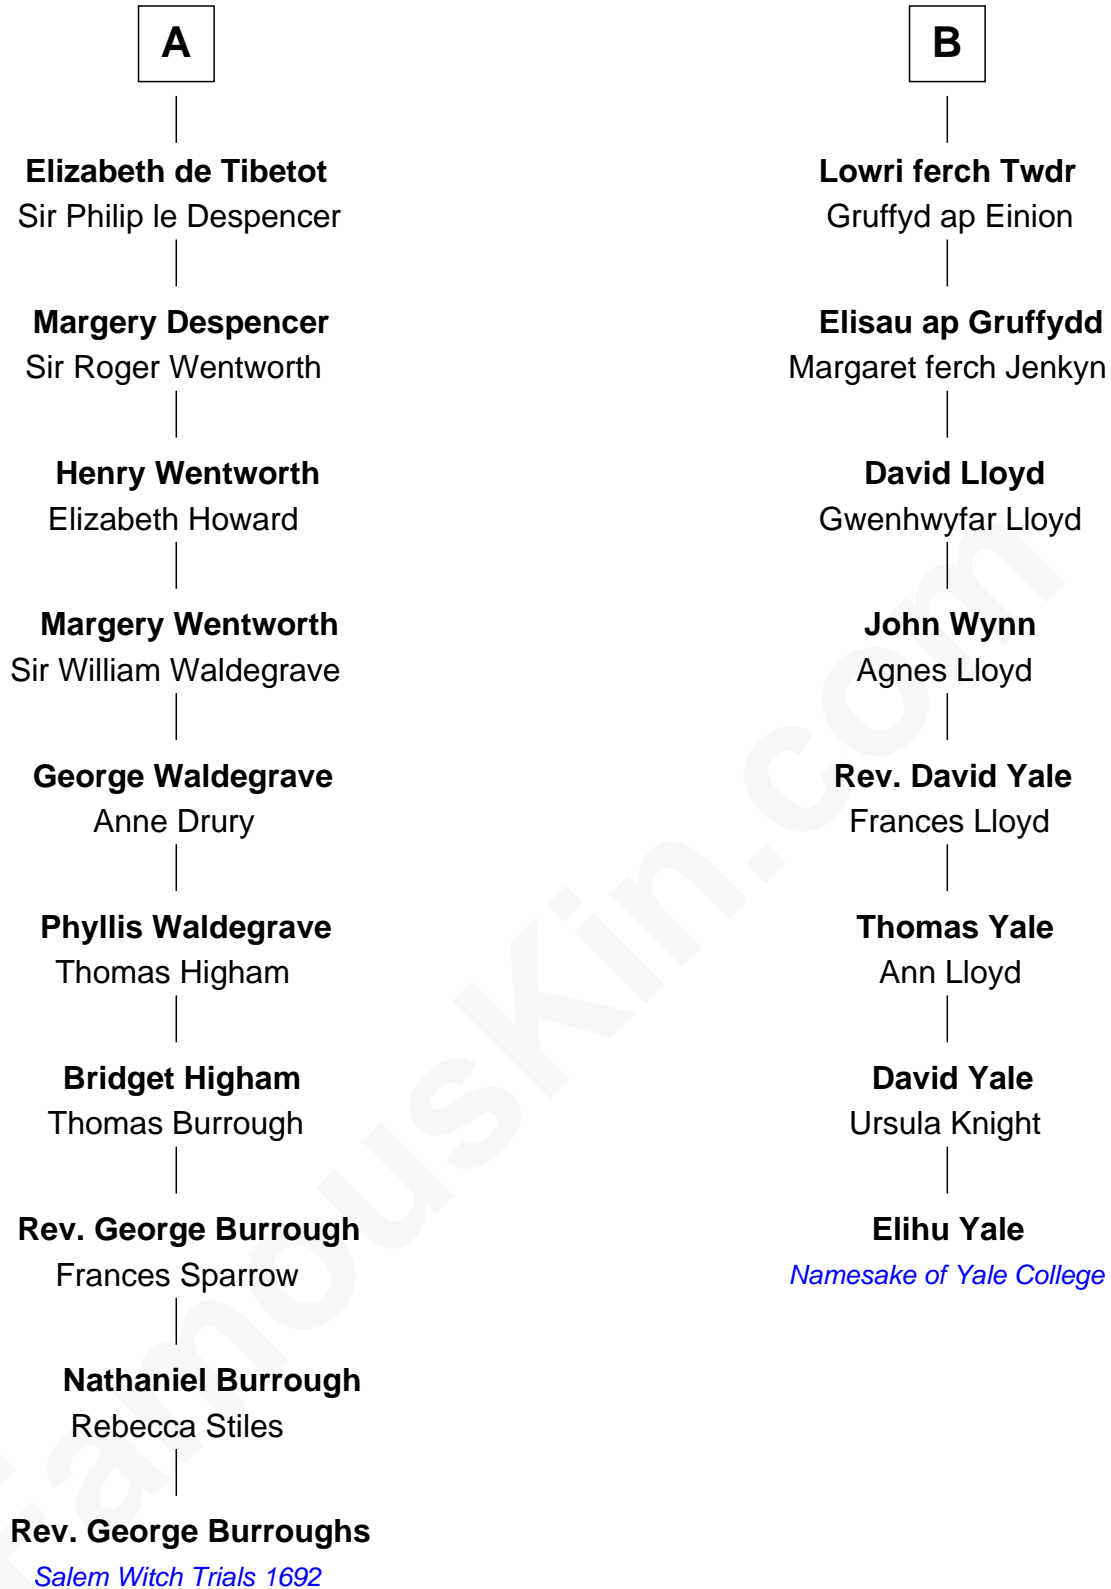 A
Elizabeth de Tibetot
Sir Philip le Despencer
Margery Despencer
Sir Roger Wentworth
Henry Wentworth
Elizabeth Howard
Margery Wentworth
Sir William Waldegrave
George Waldegrave
Anne Drury
Phyllis Waldegrave
Thomas Higham
Bridget Higham
Thomas Burrough
Rev. George Burrough
Frances Sparrow
Nathaniel Burrough
Rebecca Stiles
Rev. George Burroughs
Salem Witch Trials 1692
B
Lowri ferch Twdr
Gruffyd ap Einion
Elisau ap Gruffydd
Margaret ferch Jenkyn
David Lloyd
Gwenhwyfar Lloyd
John Wynn
Agnes Lloyd
Rev. David Yale
Frances Lloyd
Thomas Yale
Ann Lloyd
David Yale
Ursula Knight
Elihu Yale
Namesake of Yale College
FamousKin.com